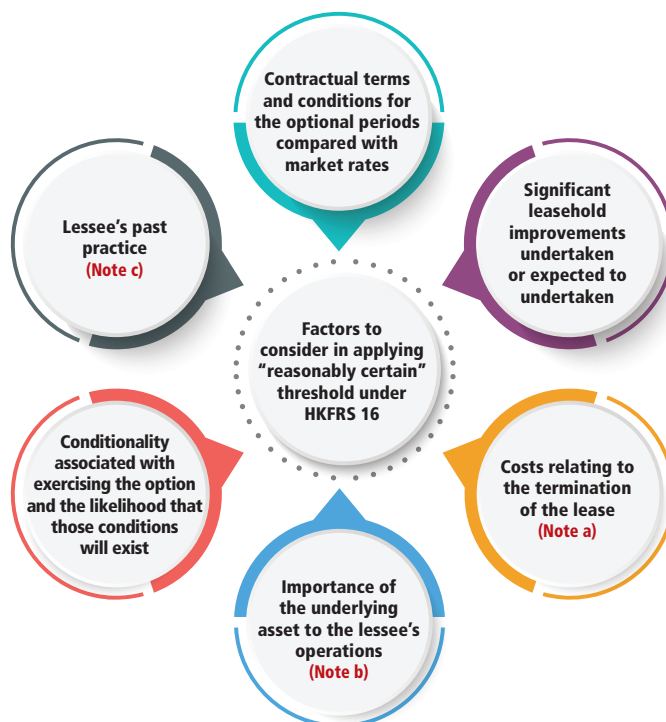 Contractual terms
and conditions for
the optional periods
compared with
market rates
Significant
leasehold
improvements
undertaken
or expected to
undertaken
Costs relating to
the termination
of the lease
(Note a)
Importance of
the underlying
asset to the lessee’s
operations
(Note b)
Conditionality
associated with
exercising the option
and the likelihood that
those conditions
will exist
Lessee’s past
practice
(Note c)
Factors to
consider in applying
“reasonably certain”
threshold under
HKFRS 16